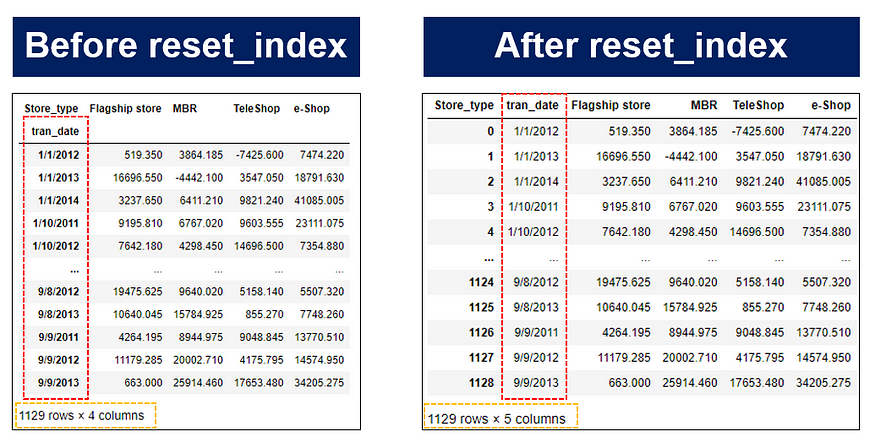 Before reset_index
Store_type Flagship store MBR TeleShop e-Shop
tran_date
1/1/2012 519.350 3864.185 -7425.600 7474.220
1/1/2013 16696.550 -4442.100 3547.050 18791.630
1/1/2014 3237.650 6411.210 9821.240 41085.005
1/10/2011 9195.810 6767.020 9603.555 23111.075
1/10/2012 7642.180 4298.450 14696.500 7354.880
... ... ... ... ...
9/8/2012 19475.625 9640.020 5158.140 5507.320
9/8/2013 10640.045 15784.925 855.270 7748.260
9/9/2011 4264.195 8944.975 9048.845 13770.510
9/9/2012 11179.285 20002.710 4175.795 14574.950
9/9/2013 663.000 25914.460 17653.480 34205.275
1129 rows × 4 columns
After reset_index
Store_type tran_date Flagship store MBR TeleShop e-Shop
0 1/1/2012 519.350 3864.185 -7425.600 7474.220
1 1/1/2013 16696.550 -4442.100 3547.050 18791.630
2 1/1/2014 3237.650 6411.210 9821.240 41085.005
3 1/10/2011 9195.810 6767.020 9603.555 23111.075
4 1/10/2012 7642.180 4298.450 14696.500 7354.880
... ... ... ... ... ...
1124 9/8/2012 19475.625 9640.020 5158.140 5507.320
1125 9/8/2013 10640.045 15784.925 855.270 7748.260
1126 9/9/2011 4264.195 8944.975 9048.845 13770.510
1127 9/9/2012 11179.285 20002.710 4175.795 14574.950
1128 9/9/2013 663.000 25914.460 17653.480 34205.275
1129 rows × 5 columns